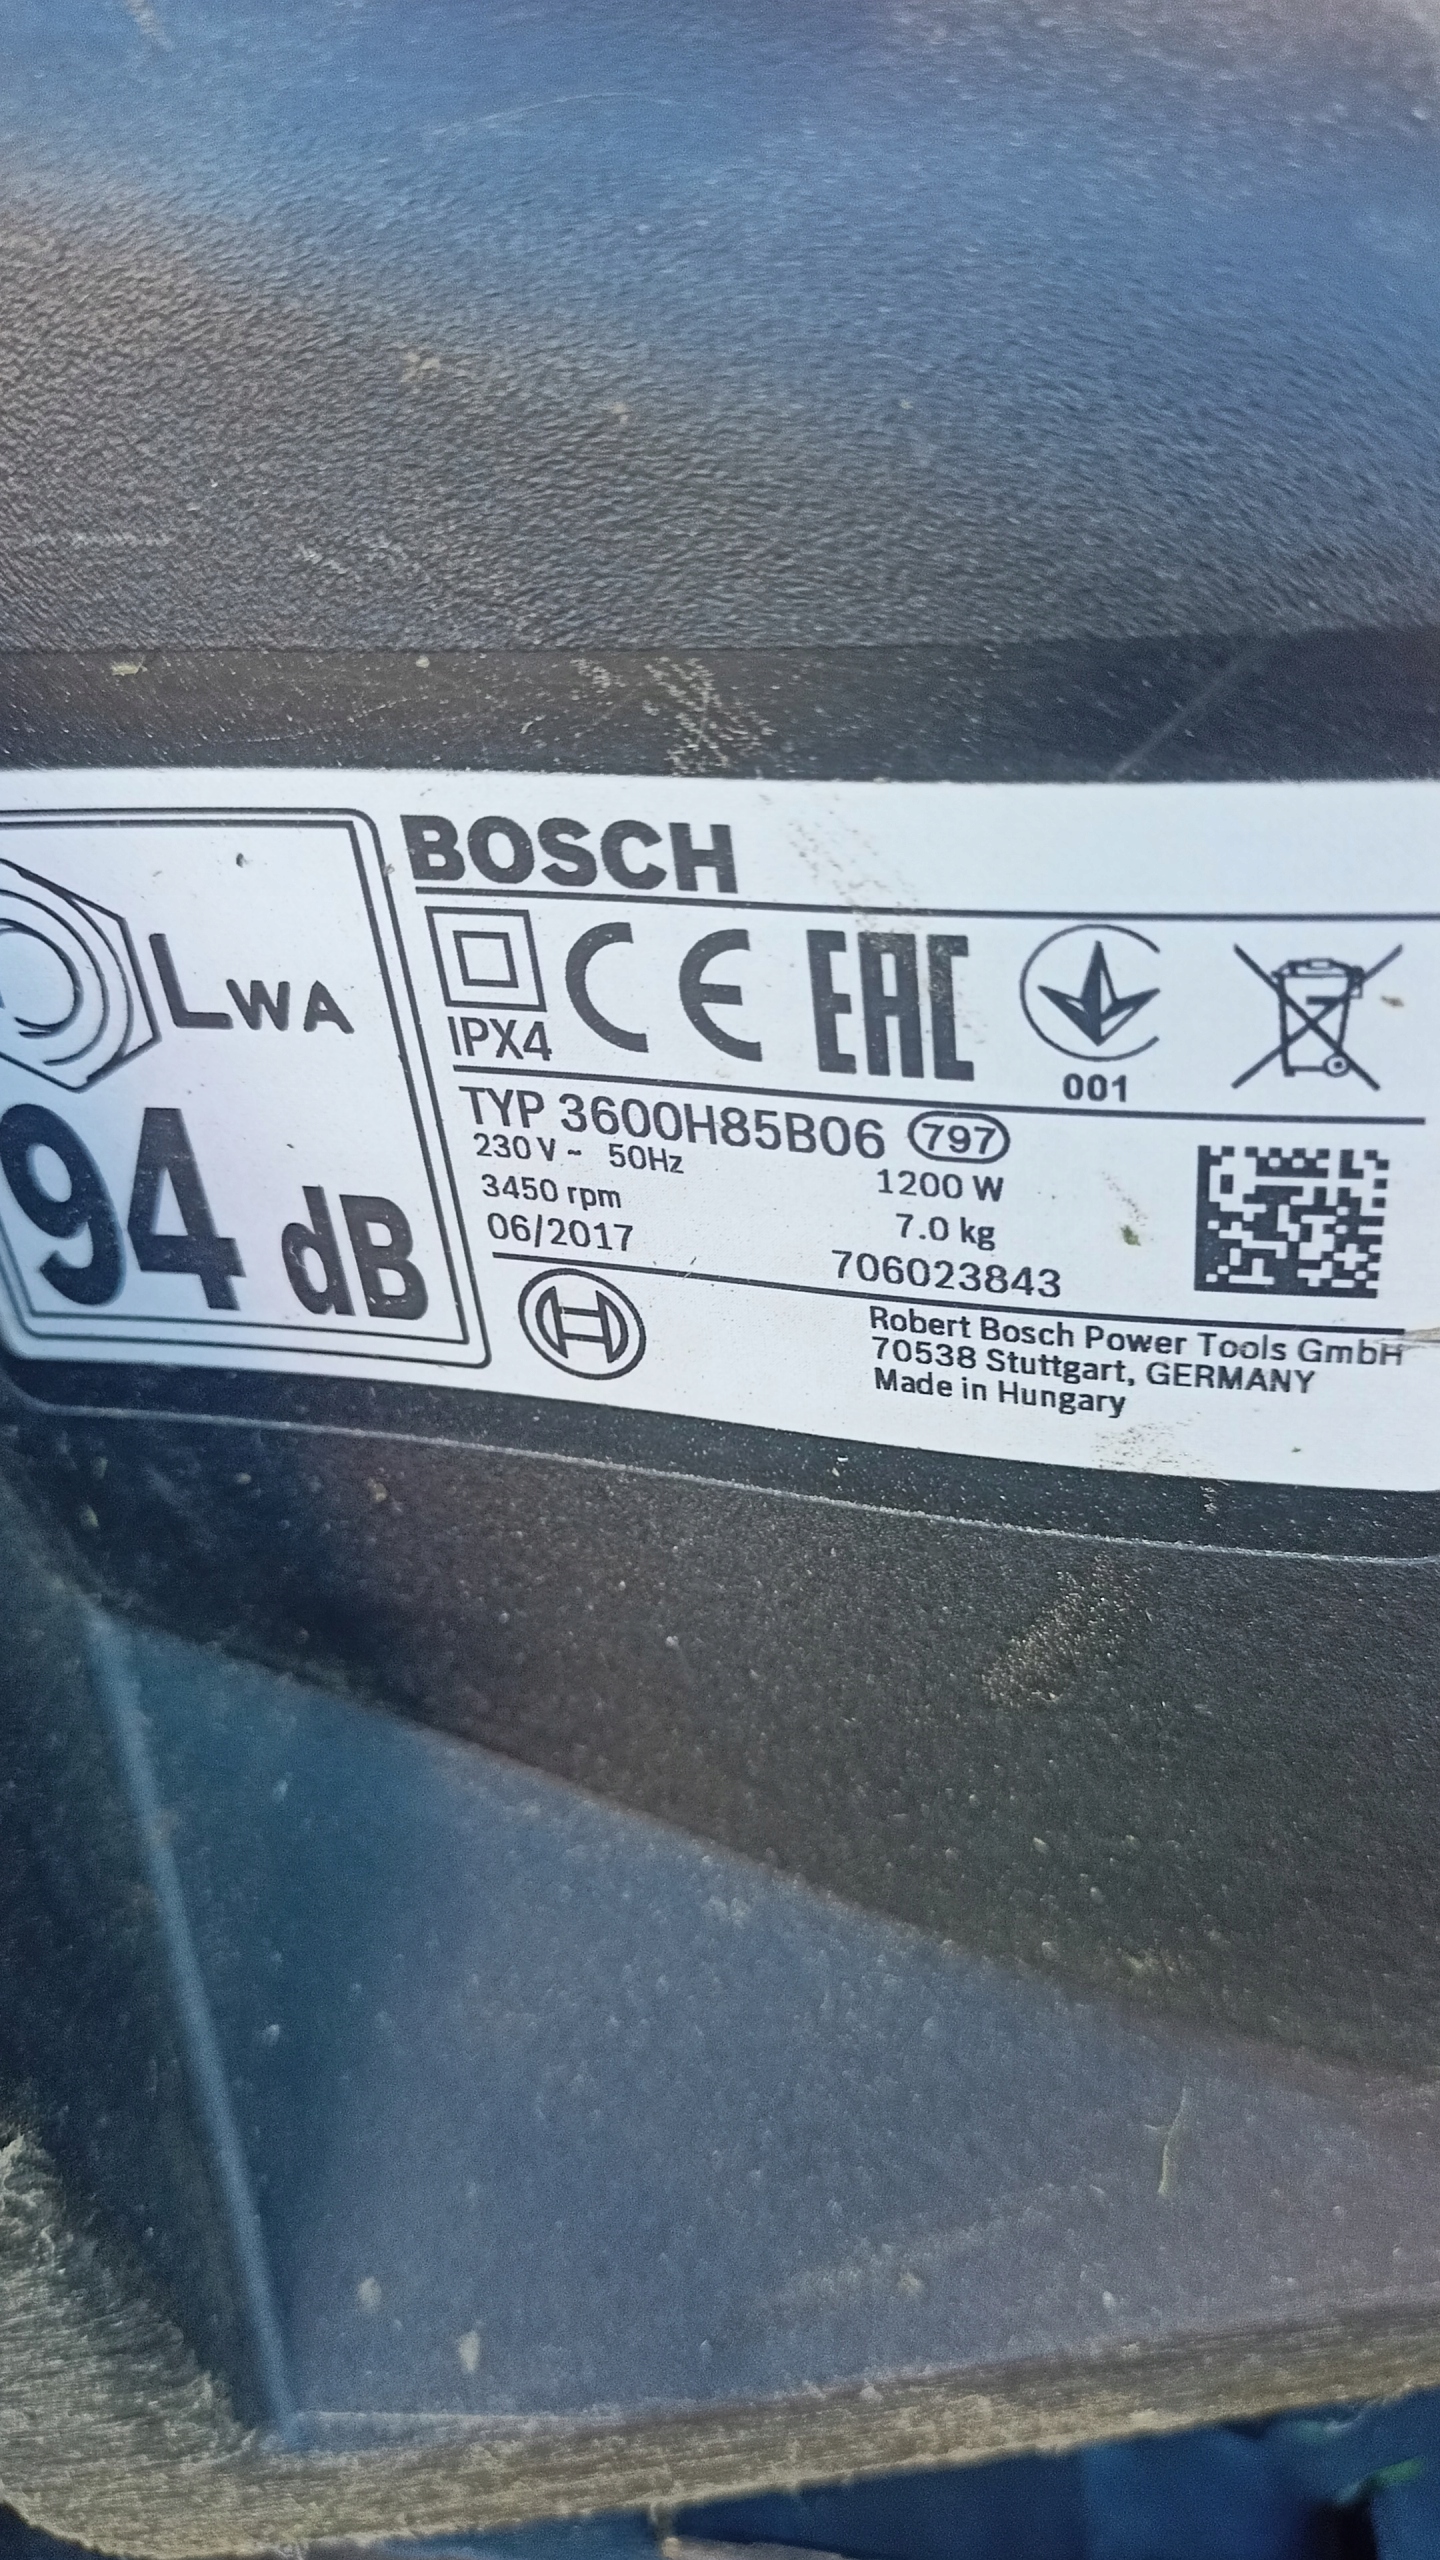 BOSCH
LWA
94 dB
IPX4
CE EAC
001
TYP 3600H85B06 797
230 V ~ 50Hz 1200 W
3450 rpm 7.0 kg
06/2017 706023843
Robert Bosch Power Tools GmbH
70538 Stuttgart, GERMANY
Made in Hungary